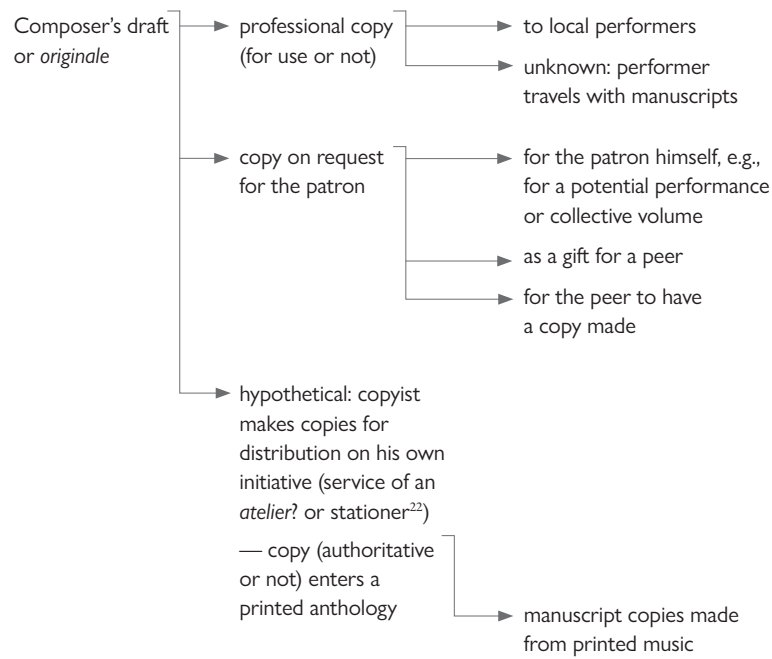 Composer’s draft
or originale
professional copy
(for use or not)
to local performers
unknown: performer
travels with manuscripts
copy on request
for the patron
for the patron himself, e.g.,
for a potential performance
or collective volume
as a gift for a peer
for the peer to have
a copy made
hypothetical: copyist
makes copies for
distribution on his own
initiative (service of an
atelier? or stationer²²)
— copy (authoritative
or not) enters a
printed anthology
manuscript copies made
from printed music